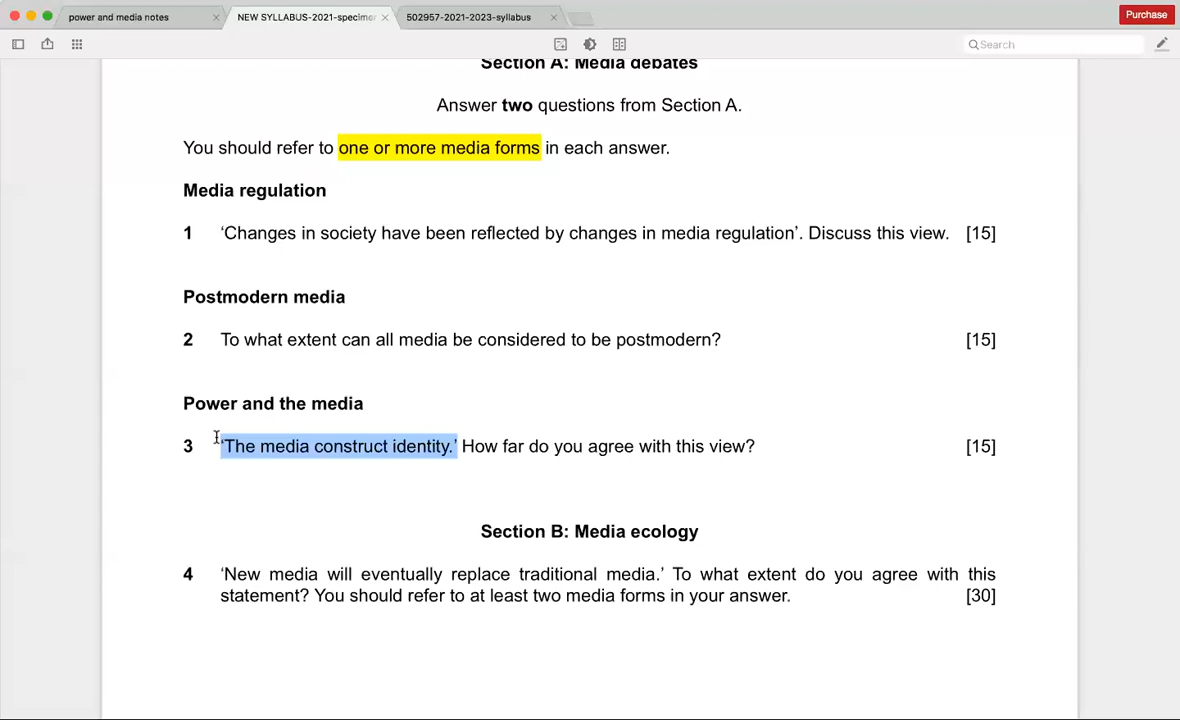 power and media notes
NEW SYLLABUS-2021-specimen
502957-2021-2023-syllabus
Purchase
Search
Section A: Media debates
Answer two questions from Section A.
You should refer to one or more media forms in each answer.
Media regulation
1 ‘Changes in society have been reflected by changes in media regulation’. Discuss this view. [15]
Postmodern media
2 To what extent can all media be considered to be postmodern? [15]
Power and the media
3 ‘The media construct identity.’ How far do you agree with this view? [15]
Section B: Media ecology
4 ‘New media will eventually replace traditional media.’ To what extent do you agree with this
statement? You should refer to at least two media forms in your answer. [30]